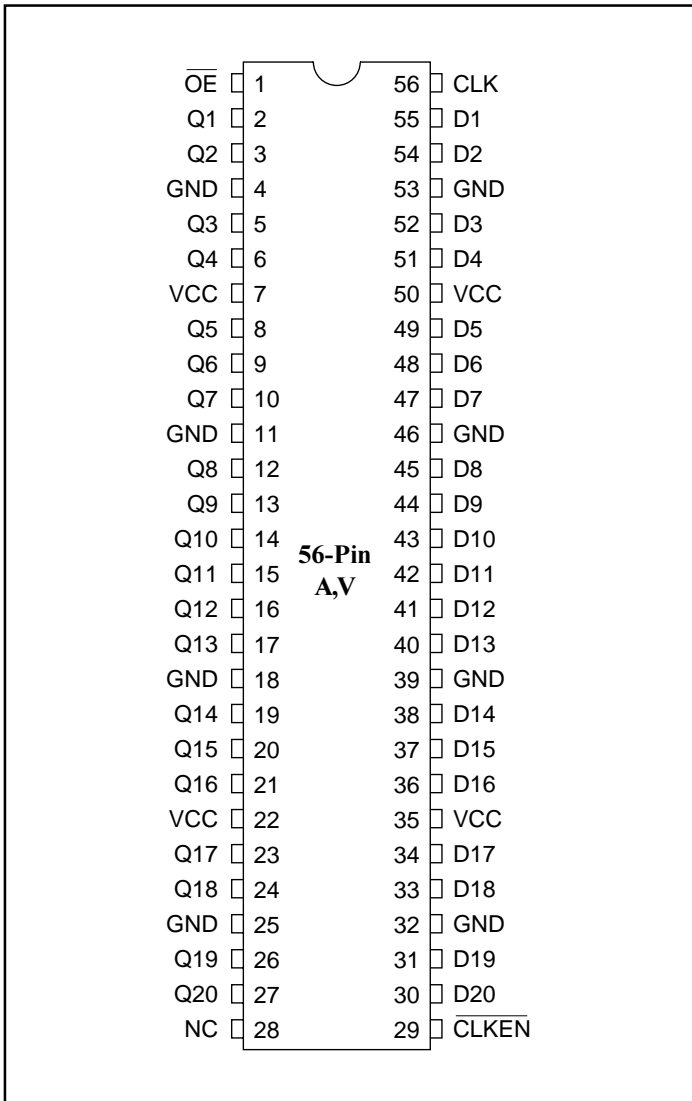 OE 1 56 CLK
Q1 2 55 D1
Q2 3 54 D2
GND 4 53 GND
Q3 5 52 D3
Q4 6 51 D4
VCC 7 50 VCC
Q5 8 49 D5
Q6 9 48 D6
Q7 10 47 D7
GND 11 46 GND
Q8 12 45 D8
Q9 13 44 D9
Q10 14 43 D10
56-Pin
Q11 15 42 D11
A,V
Q12 16 41 D12
Q13 17 40 D13
GND 18 39 GND
Q14 19 38 D14
Q15 20 37 D15
Q16 21 36 D16
VCC 22 35 VCC
Q17 23 34 D17
Q18 24 33 D18
GND 25 32 GND
Q19 26 31 D19
Q20 27 30 D20
NC 28 29 CLKEN